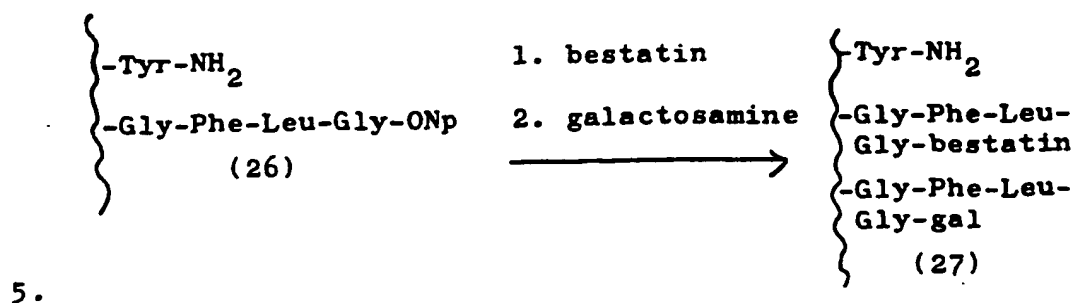 -Tyr-NH2
-Gly-Phe-Leu-Gly-ONp
(26)
1. bestatin
2. galactosamine
-Tyr-NH2
-Gly-Phe-Leu-
Gly-bestatin
-Gly-Phe-Leu-
Gly-gal
(27)
5.